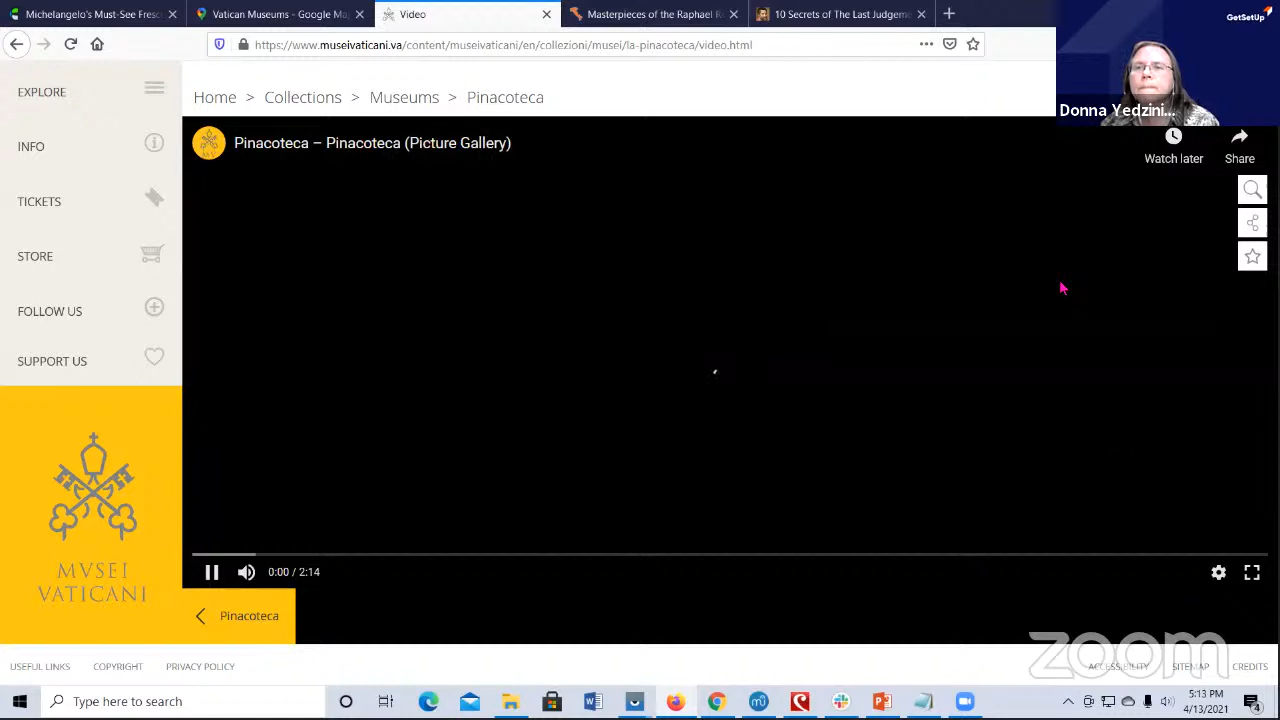 Michelangelo's Multi Mus Fresco
Vatican Museums – Google Maps
Video
Masterpieces of the Raphael R
10 Secrets of The Last Judgeme
GetSetUp
https://www.museivaticani.va/content/museivaticani/en/collezioni/musei/la-pinacoteca/video.html
EXPLORE
Home > Collections > Museums > Pinacoteca
Donna Yedzini...
INFO
Pinacoteca – Pinacoteca (Picture Gallery)
Watch later
Share
TICKETS
STORE
FOLLOW US
SUPPORT US
MVSEI
VATICANI
0:00 / 2:14
Pinacoteca
zoom
USEFUL LINKS
COPYRIGHT
PRIVACY POLICY
ACCESSIBILITY
SITEMAP
CREDITS
Type here to search
5:13 PM
4/13/2021